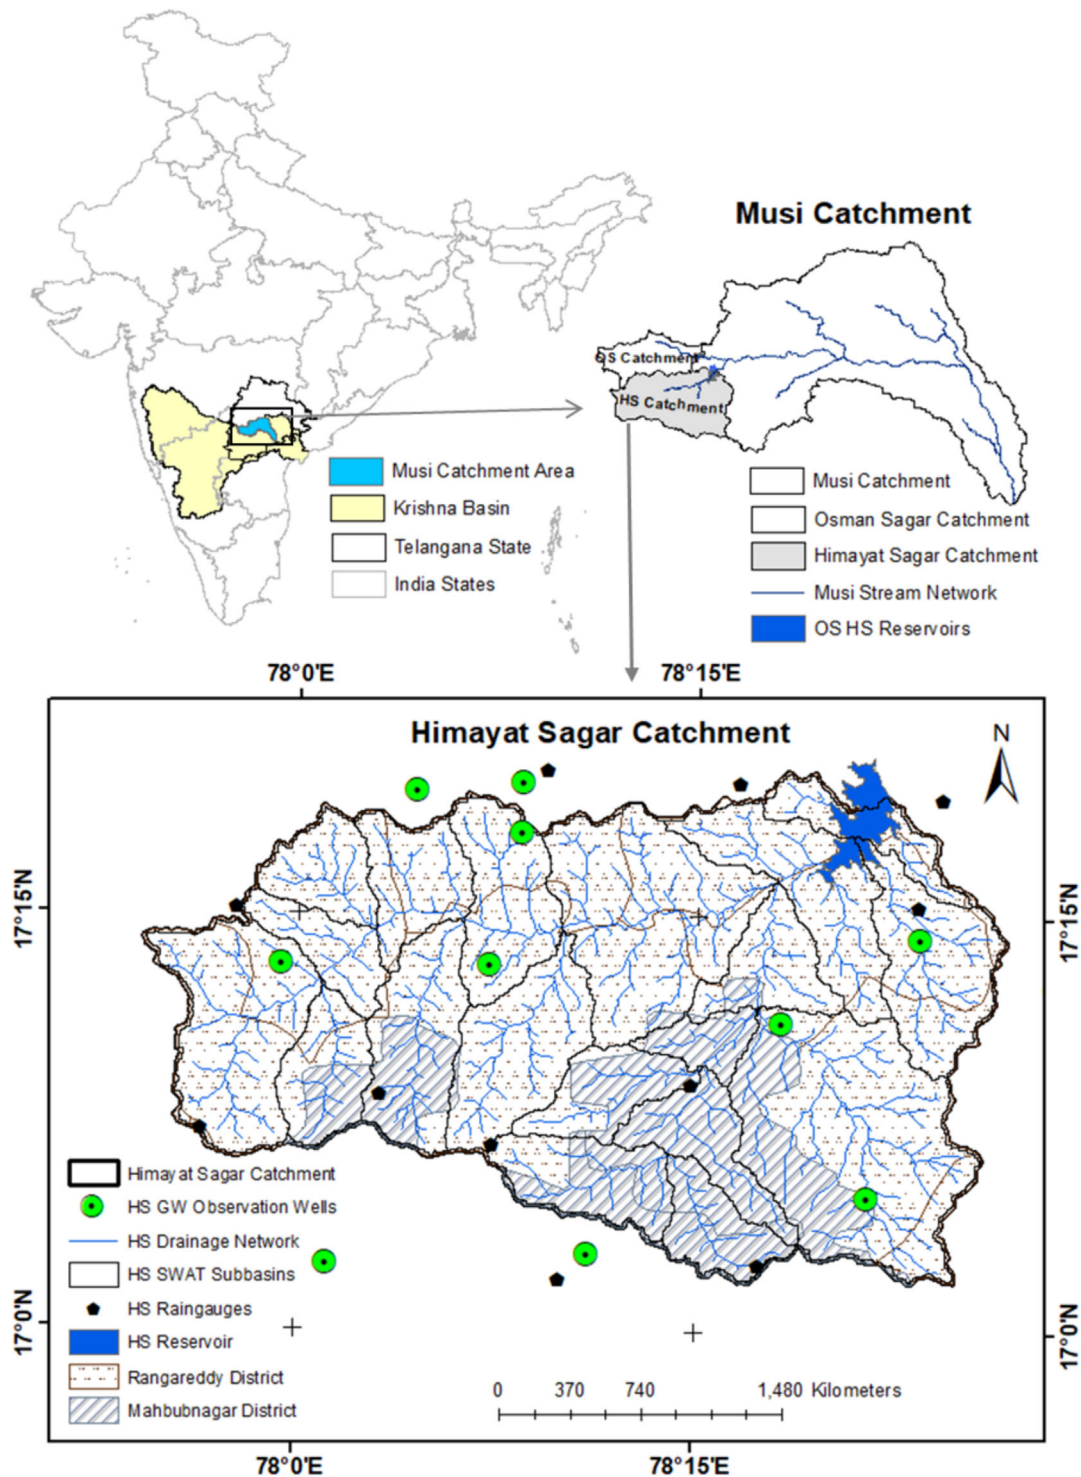 Musi Catchment
OS Catchment
HS Catchment
Musi Catchment Area
Krishna Basin
Telangana State
India States
Musi Catchment
Osman Sagar Catchment
Himayat Sagar Catchment
Musi Stream Network
OS HS Reservoirs
78°0'E
78°15'E
Himayat Sagar Catchment
N
17°15'N
17°15'N
Himayat Sagar Catchment
HS GW Observation Wells
HS Drainage Network
HS SWAT Subbasins
HS Raingauges
HS Reservoir
Rangareddy District
Mahbubnagar District
17°0'N
17°0'N
0 370 740 1,480 Kilometers
78°0'E
78°15'E